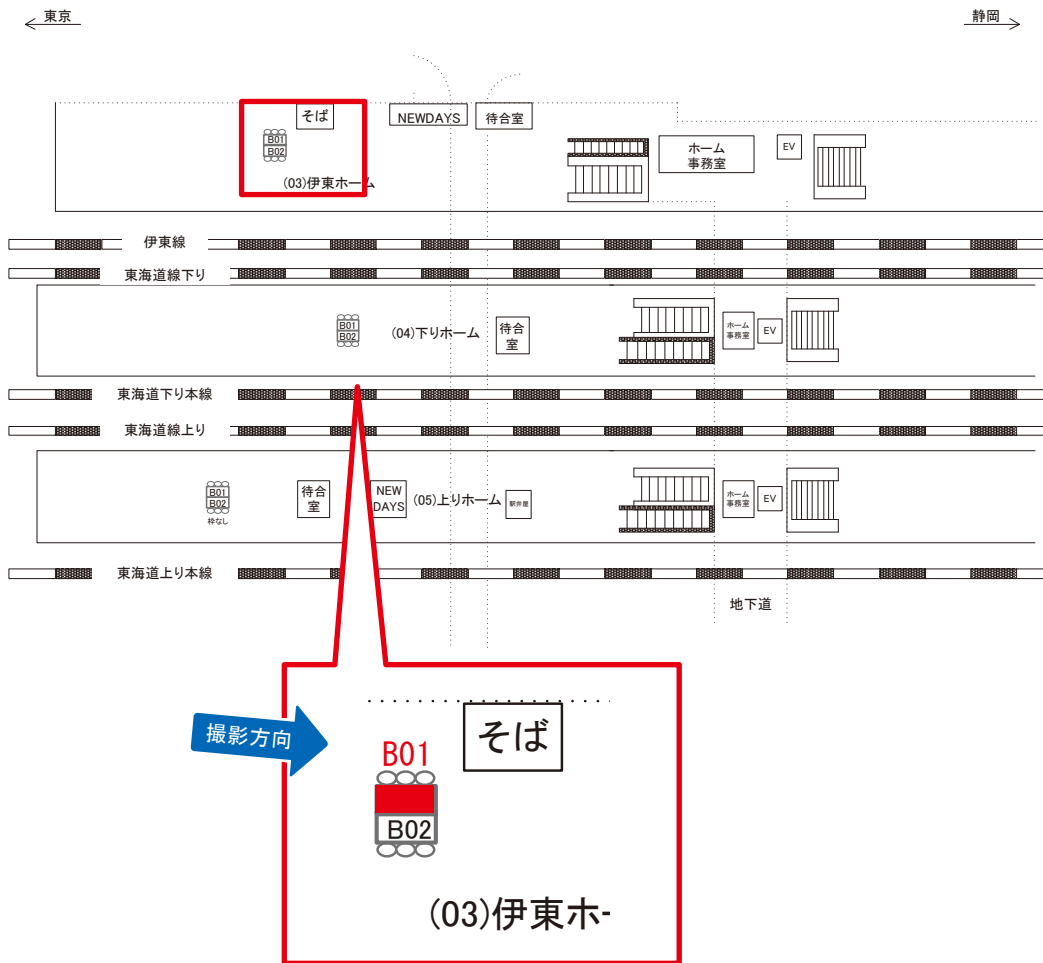 東京
静岡
そば
NEWDAYS
待合室
B01
B02
ホーム
事務室
EV
(03)伊東ホーム
伊東線
東海道線下り
B01
B02
(04)下りホーム
待合
室
ホーム
事務室
EV
東海道下り本線
東海道線上り
B01
B02
枠なし
待合
室
NEW
DAYS
(05)上りホーム
駅弁屋
ホーム
事務室
EV
東海道上り本線
地下道
撮影方向
そば
B01
B02
(03)伊東ホ